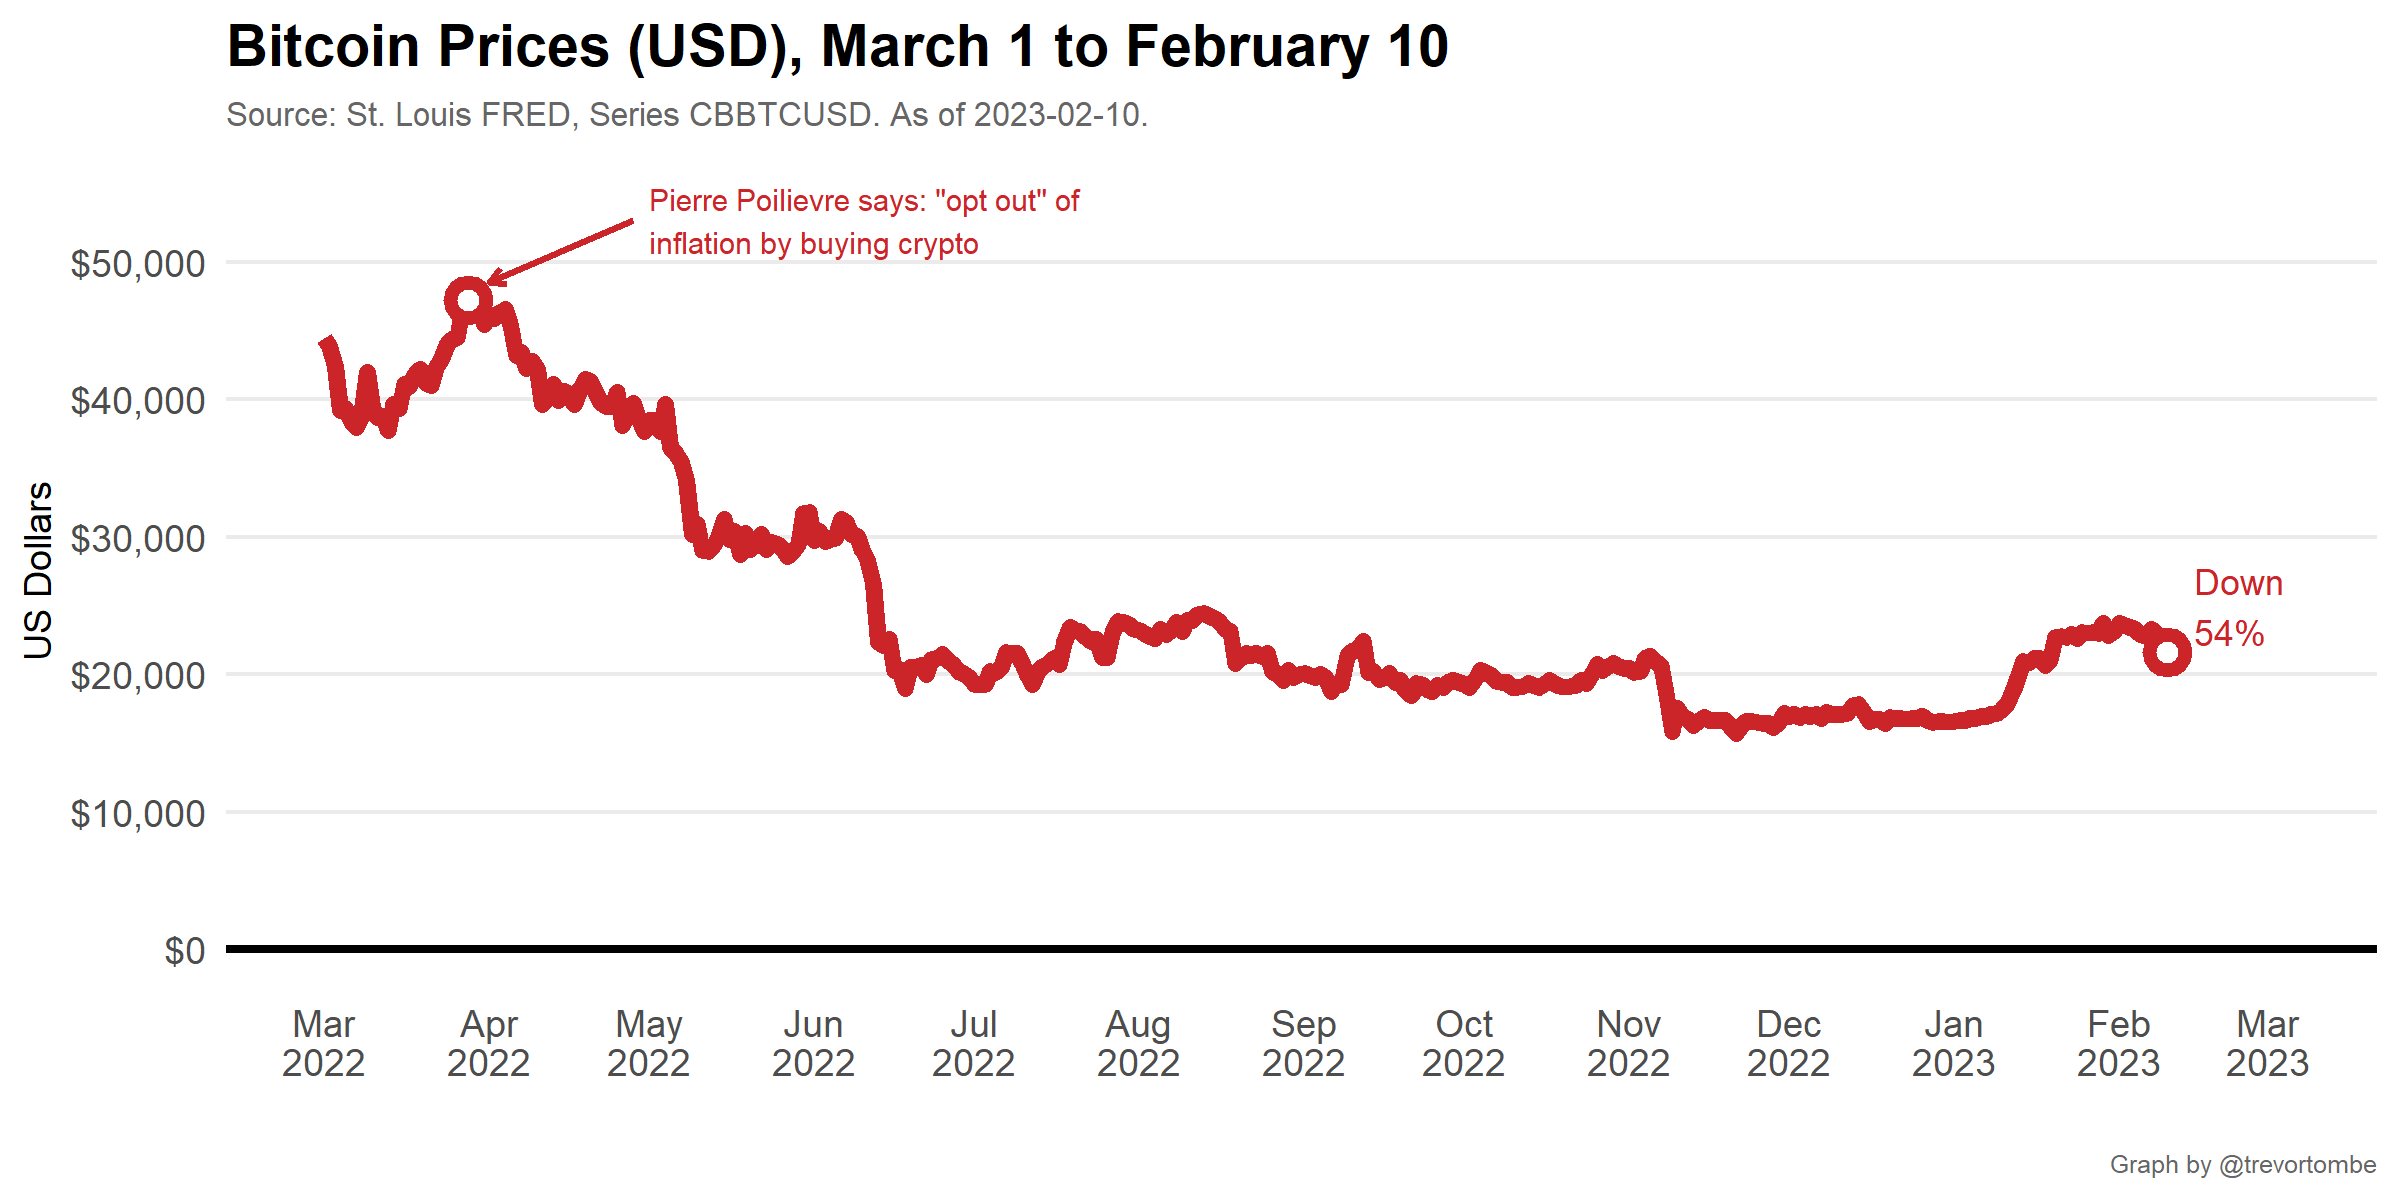 Bitcoin Prices (USD), March 1 to February 10
Source: St. Louis FRED, Series CBBTCUSD. As of 2023-02-10.
Pierre Poilievre says: "opt out" of
inflation by buying crypto
$50,000
$40,000
$30,000
$20,000
$10,000
$0
US Dollars
Down
54%
Mar Apr May Jun Jul Aug Sep Oct Nov Dec Jan Feb Mar
2022 2022 2022 2022 2022 2022 2022 2022 2022 2022 2023 2023 2023
Graph by @trevortombe